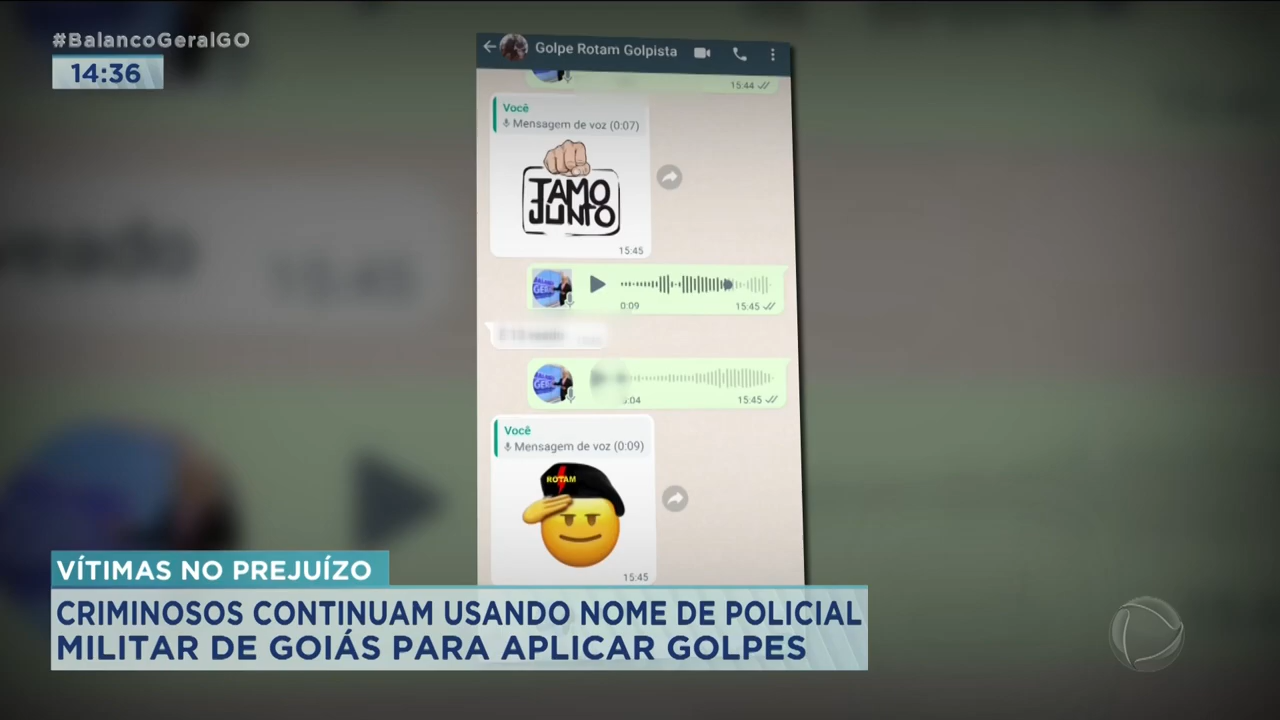 #BalancoGeralGO
14:36
Golpe Rotam Golpista
15:44
Você
Mensagem de voz (0:07)
TAMO
JUNTO
15:45
0:09
15:45
:04
15:45
Você
Mensagem de voz (0:09)
ROTAM
15:45
VÍTIMAS NO PREJUÍZO
CRIMINOSOS CONTINUAM USANDO NOME DE POLICIAL
MILITAR DE GOIÁS PARA APLICAR GOLPES